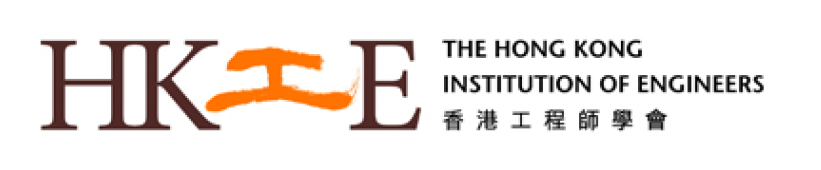 HK工E
THE HONG KONG
INSTITUTION OF ENGINEERS
香港工程師學會